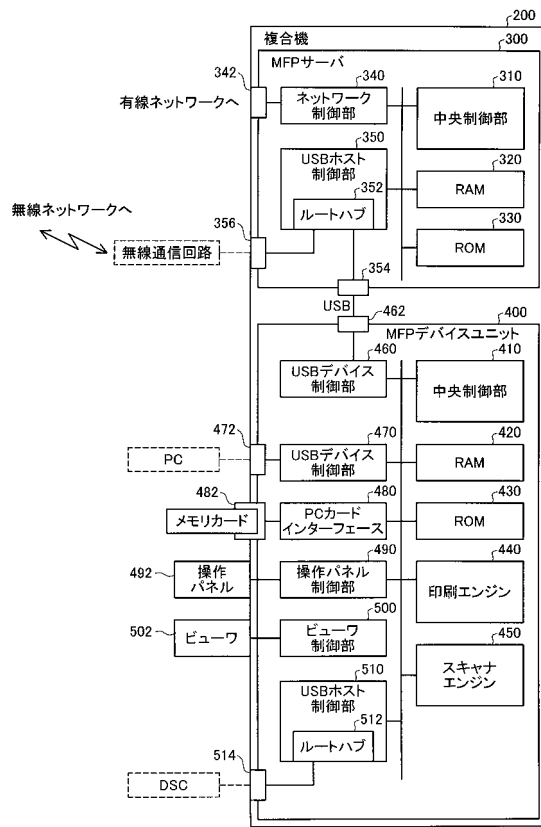 200
複合機
300
MFPサーバ
342
340
310
有線ネットワークへ
ネットワーク
制御部
中央制御部
350
USBホスト
制御部
352
ルートハブ
320
RAM
無線ネットワークへ
356
330
ROM
無線通信回路
354
USB
462
400
MFPデバイスユニット
460
410
USBデバイス
制御部
中央制御部
472
470
420
PC
USBデバイス
制御部
RAM
482
480
430
メモリカード
PCカード
インターフェース
ROM
492
490
440
操作
パネル
操作パネル
制御部
印刷エンジン
502
500
ビューワ
ビューワ
制御部
450
スキャナ
エンジン
510
USBホスト
制御部
512
ルートハブ
514
DSC